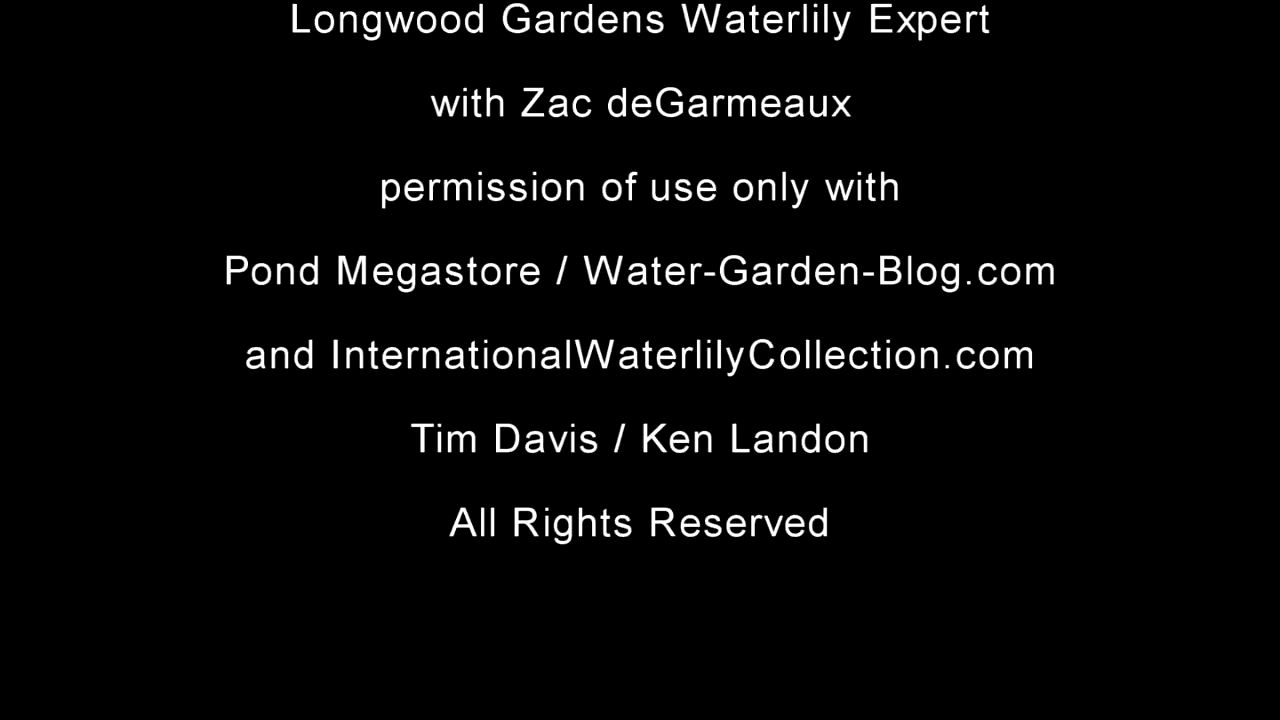 Longwood Gardens Waterlily Expert
with Zac deGarmeaux
permission of use only with
Pond Megastore / Water-Garden-Blog.com
and InternationalWaterlilyCollection.com
Tim Davis / Ken Landon
All Rights Reserved